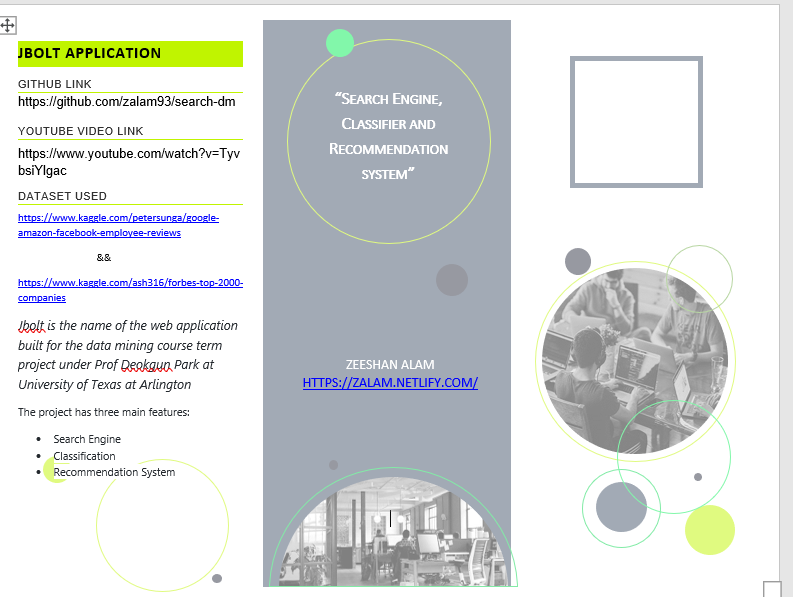 JBOLT APPLICATION
GITHUB LINK
https://github.com/zalam93/search-dm
YOUTUBE VIDEO LINK
https://www.youtube.com/watch?v=Tyv
bsiYlgac
DATASET USED
https://www.kaggle.com/petersunga/google-
amazon-facebook-employee-reviews
&&
https://www.kaggle.com/ash316/forbes-top-2000-
companies
Jbolt is the name of the web application
built for the data mining course term
project under Prof Deokgun Park at
University of Texas at Arlington
The project has three main features:
• Search Engine
• Classification
• Recommendation System
“Search Engine,
Classifier and
Recommendation
system”
ZEESHAN ALAM
HTTPS://ZALAM.NETLIFY.COM/